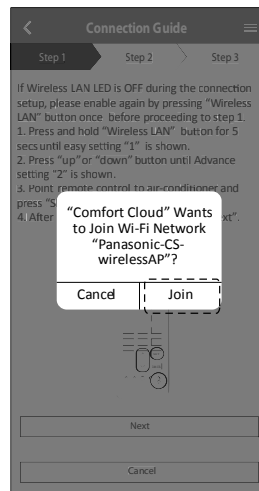 Connection Guide
Step 1
Step 2
Step 3
If Wireless LAN LED is OFF during the connection
setup, please enable again by pressing "Wireless
LAN" button once before proceeding to step 1.
1. Press and hold "Wireless LAN" button for 5
secs until easy setting "1" is shown.
2. Press "up" or "down" button until Advance
setting "2" is shown.
3. Point remote control to air-conditioner and
press "S
4. After
xt".
"Comfort Cloud" Wants
to Join Wi-Fi Network
"Panasonic-CS-
wirelessAP"?
Cancel
Join
2
Next
Cancel